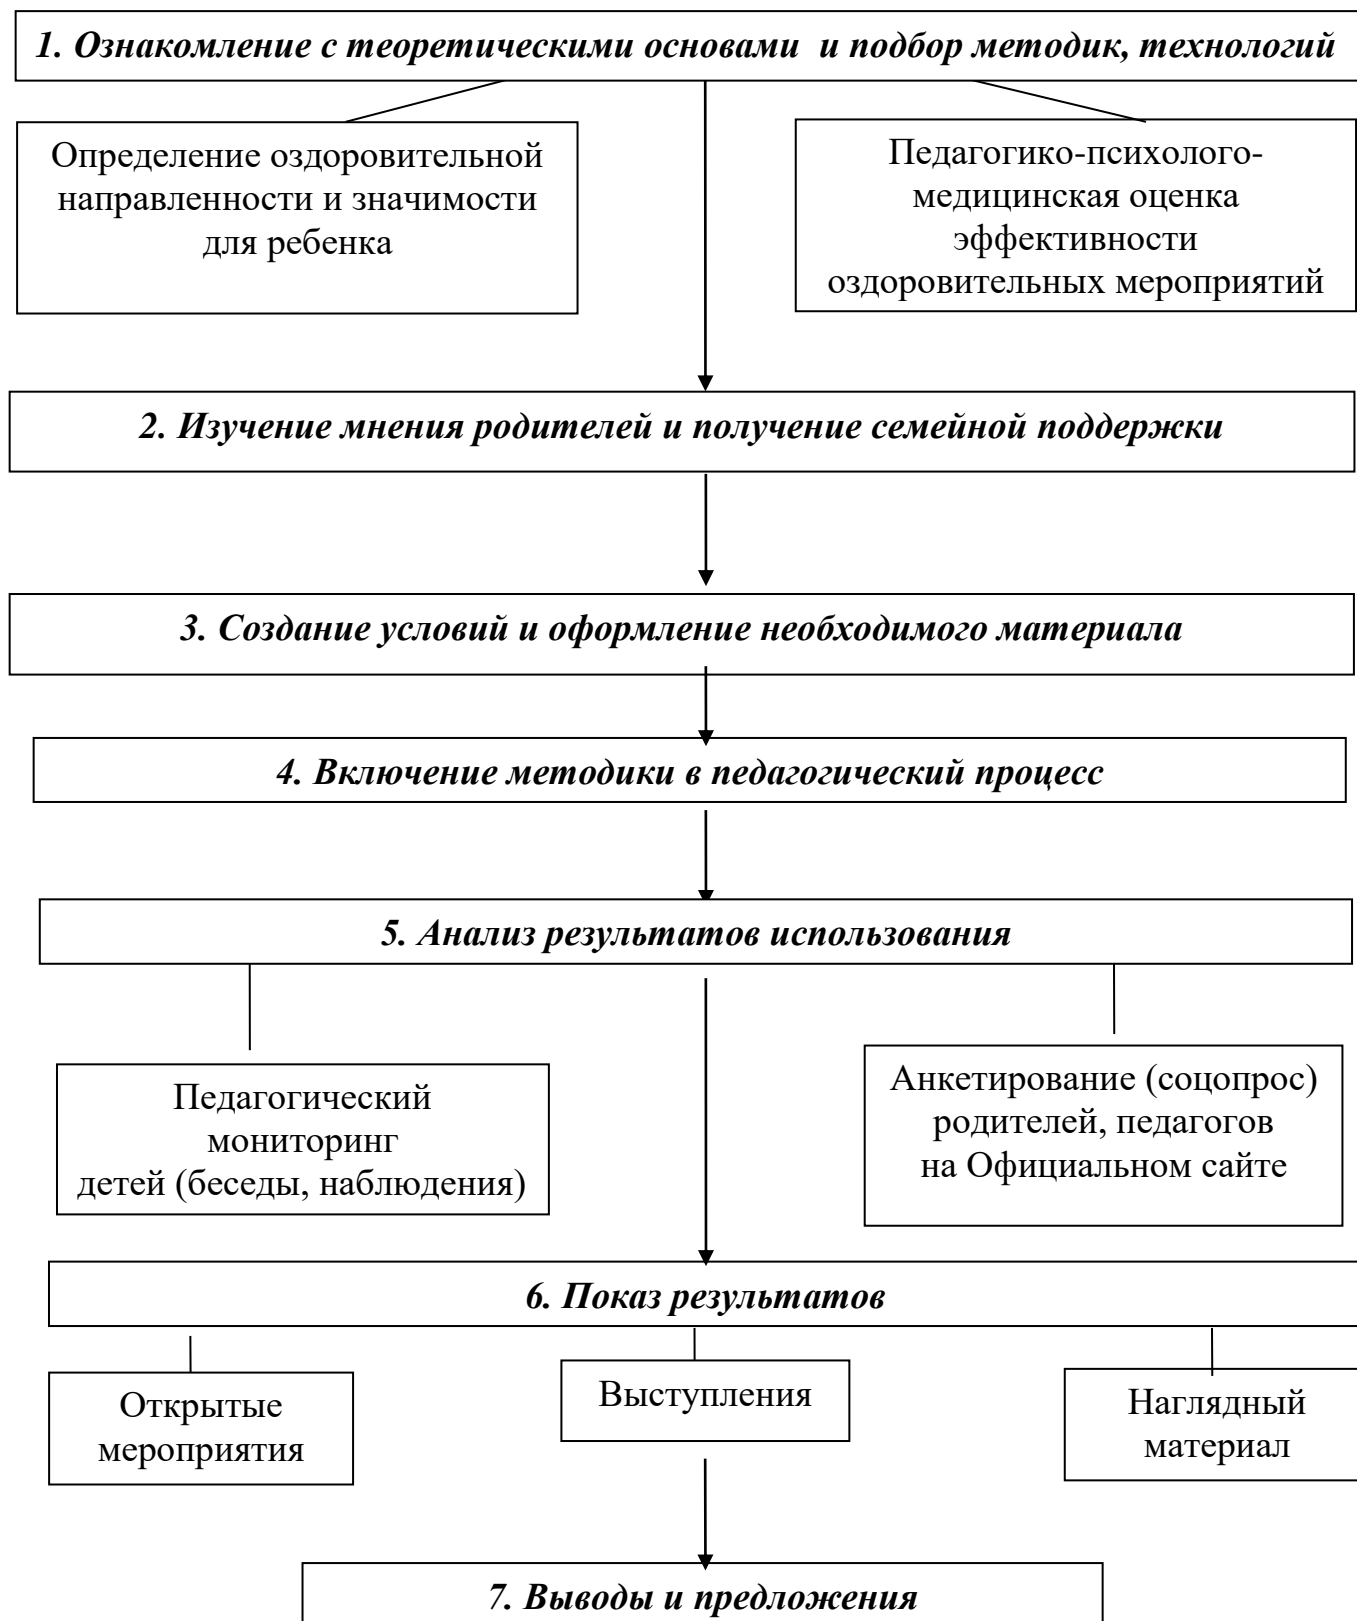 1. Ознакомление с теоретическими основами и подбор методик, технологий
Определение оздоровительной
направленности и значимости
для ребенка
Педагогико-психолого-
медицинская оценка
эффективности
оздоровительных мероприятий
2. Изучение мнения родителей и получение семейной поддержки
3. Создание условий и оформление необходимого материала
4. Включение методики в педагогический процесс
5. Анализ результатов использования
Педагогический
мониторинг
детей (беседы, наблюдения)
Анкетирование (соцопрос)
родителей, педагогов
на Официальном сайте
6. Показ результатов
Открытые
мероприятия
Выступления
Наглядный
материал
7. Выводы и предложения